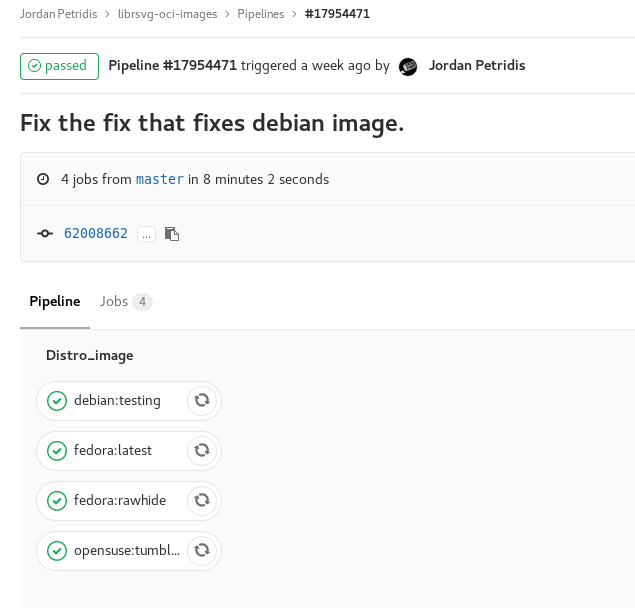 Jordan Petridis > librsvg-oci-images > Pipelines > #17954471
passed Pipeline #17954471 triggered a week ago by Jordan Petridis
Fix the fix that fixes debian image.
4 jobs from master in 8 minutes 2 seconds
62008662 ...
Pipeline Jobs 4
Distro_image
debian:testing
fedora:latest
fedora:rawhide
opensuse:tumbl...